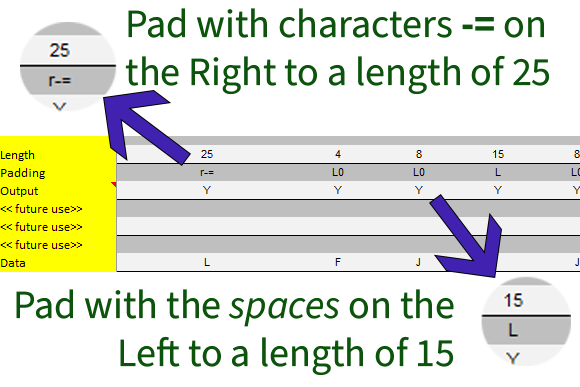 Pad with characters -= on
the Right to a length of 25
25
r-=
Y
Length 25 4 8 15 8
Padding r-= L0 L0 L L0
Output Y Y Y Y Y
<< future use>>
<< future use>>
<< future use>>
Data L F J J
Pad with the spaces on the
Left to a length of 15
15
L
Y